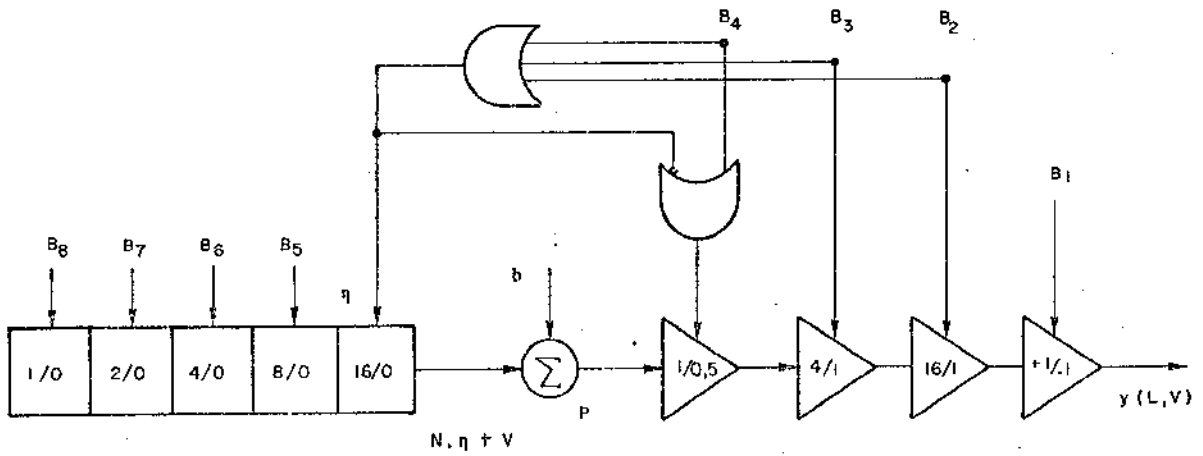 B4
B3
B2
B1
B8
B7
B6
B5
η
b
1/0
2/0
4/0
8/0
16/0
Σ
1/0,5
4/1
16/1
+1/-1
P
y (L,V)
N.η + V